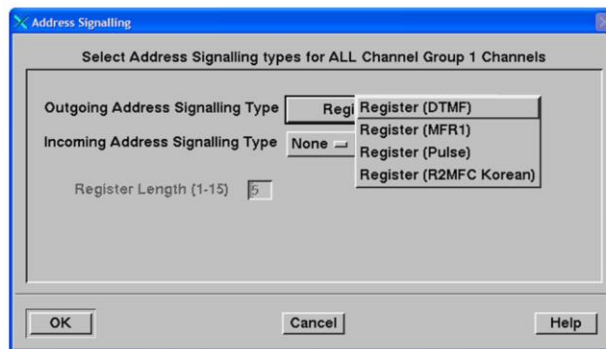 Address Signalling
Select Address Signalling types for ALL Channel Group 1 Channels
Outgoing Address Signalling Type Regi
Register (DTMF)
Register (MFR1)
Register (Pulse)
Register (R2MFC Korean)
Incoming Address Signalling Type None
Register Length (1-15) 5
OK Cancel Help